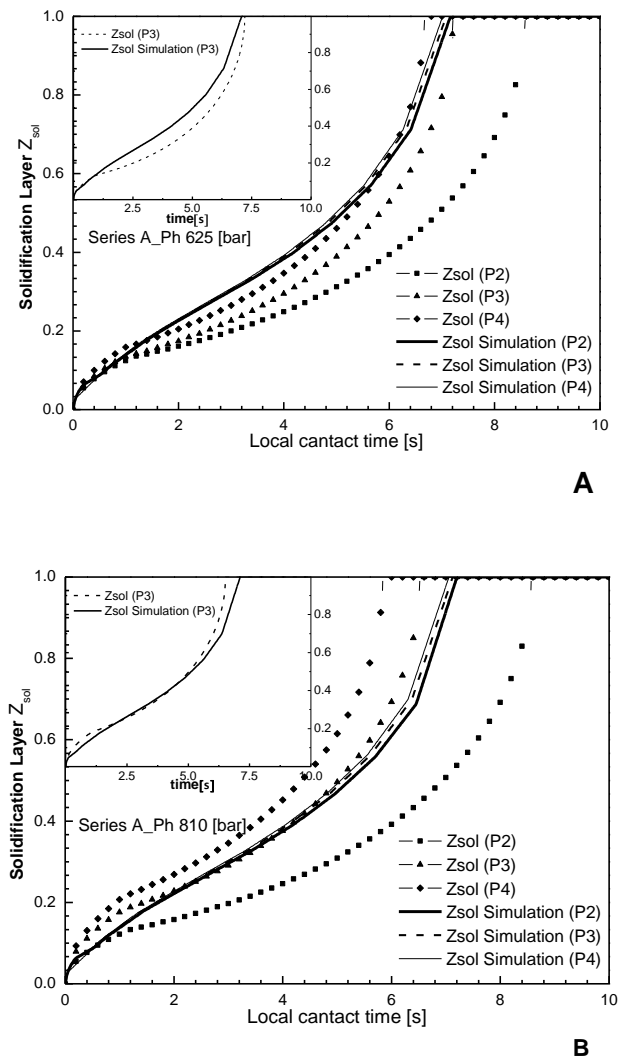 1.0
0.8
0.6
0.4
0.2
0.0
0
2
4
6
8
10
Solidification Layer Z sol
Local cantact time [s]
Zsol (P3)
Zsol Simulation (P3)
0.8
0.6
0.4
0.2
2.5
5.0
7.5
10.0
time[s]
Series A_Ph 625 [bar]
Zsol (P2)
Zsol (P3)
Zsol (P4)
Zsol Simulation (P2)
Zsol Simulation (P3)
Zsol Simulation (P4)
A
1.0
0.8
0.6
0.4
0.2
0.0
0
2
4
6
8
10
Solidification Layer Z sol
Local cantact time [s]
Zsol (P3)
Zsol Simulation (P3)
0.8
0.6
0.4
0.2
2.5
5.0
7.5
10.0
time[s]
Series A_Ph 810 [bar]
Zsol (P2)
Zsol (P3)
Zsol (P4)
Zsol Simulation (P2)
Zsol Simulation (P3)
Zsol Simulation (P4)
B